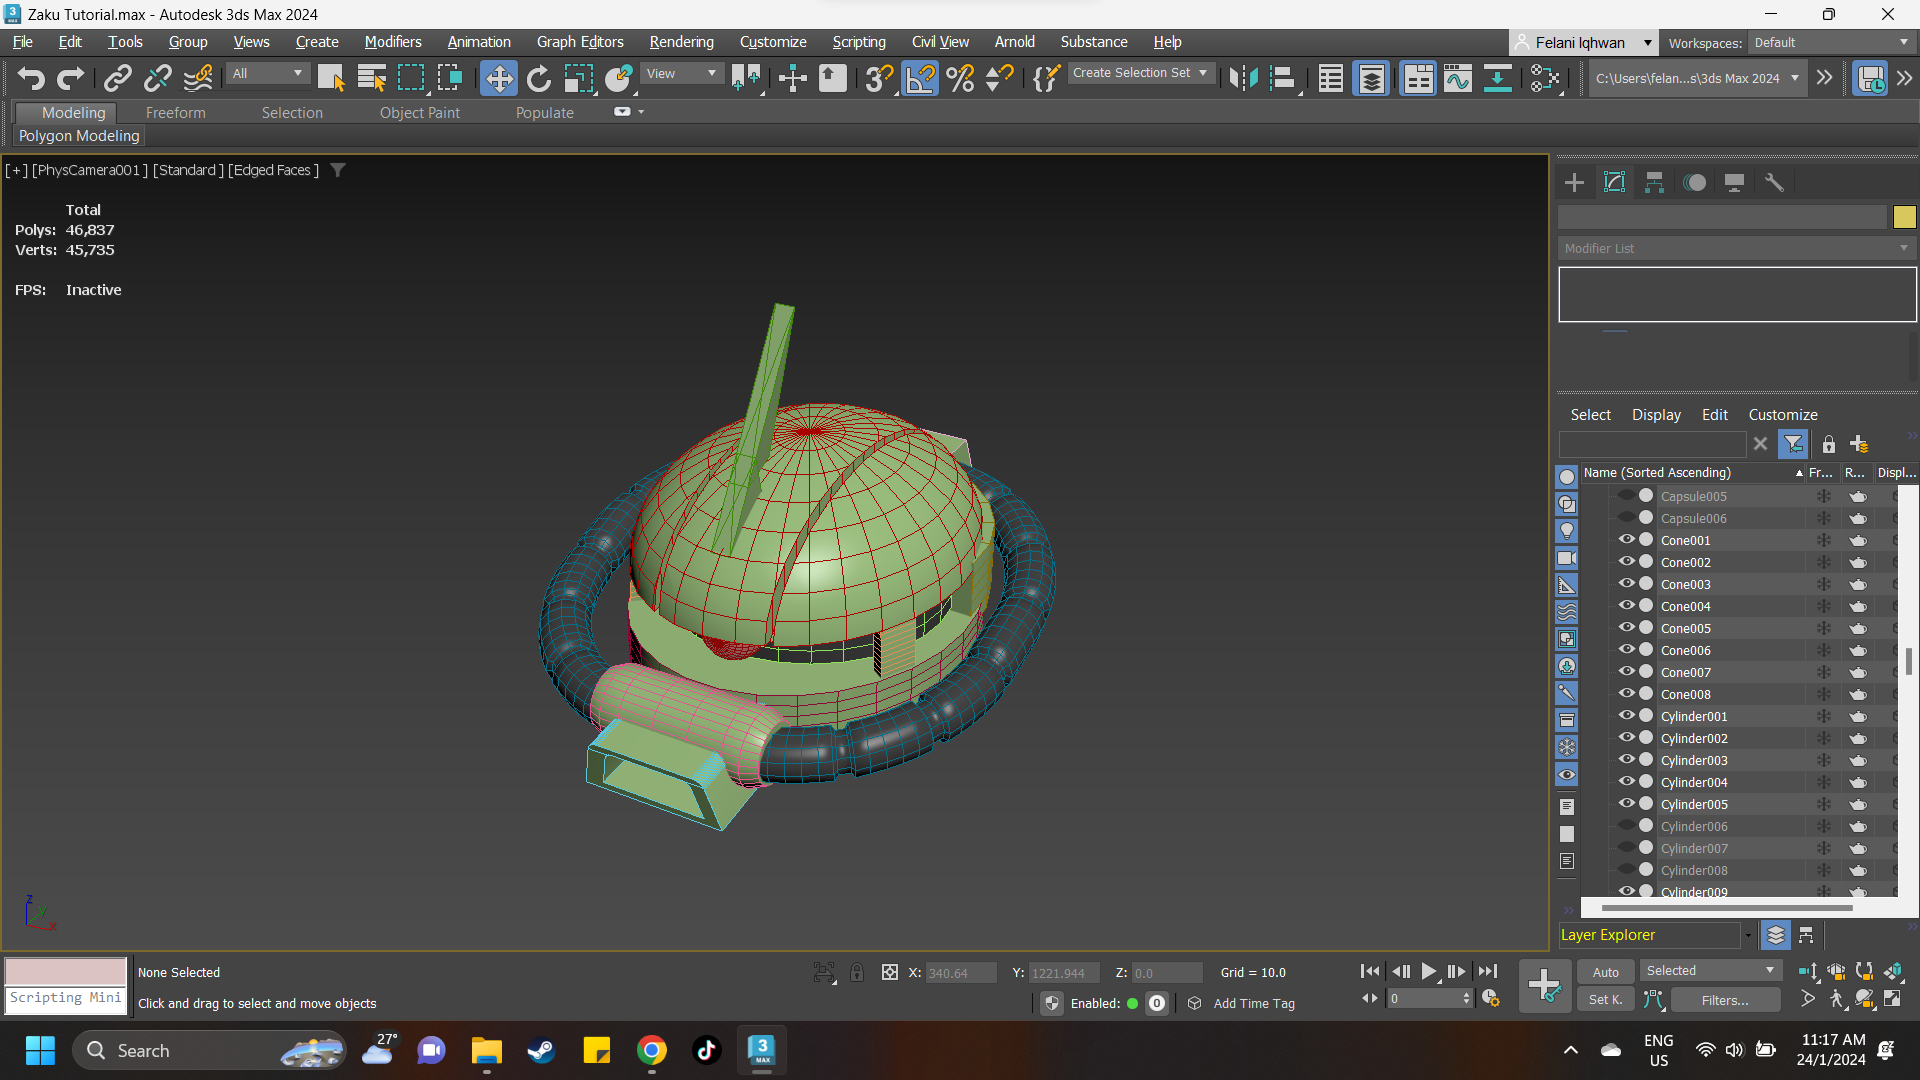 Zaku Tutorial.max - Autodesk 3ds Max 2024
File Edit Tools Group Views Create Modifiers Animation Graph Editors Rendering Customize Scripting Civil View Arnold Substance Help
Felani Iqhwan Workspaces: Default
All View Create Selection Set C:\Users\felan...s\3ds Max 2024
Modeling Freeform Selection Object Paint Populate
Polygon Modeling
[+] [PhysCamera001] [Standard] [Edged Faces]
Total
Polys: 46,837
Verts: 45,735
FPS: Inactive
Modifier List
Select Display Edit Customize
Name (Sorted Ascending) Fr... R... Displ...
Capsule005
Capsule006
Cone001
Cone002
Cone003
Cone004
Cone005
Cone006
Cone007
Cone008
Cylinder001
Cylinder002
Cylinder003
Cylinder004
Cylinder005
Cylinder006
Cylinder007
Cylinder008
Cylinder009
Layer Explorer
z
y
x
None Selected X: 340.64 Y: 1221.944 Z: 0.0 Grid = 10.0 Auto Selected
Scripting Mini Click and drag to select and move objects Enabled: 0 Add Time Tag 0 Set K. Filters...
Search 27° 3 MAX ENG US 11:17 AM 24/1/2024